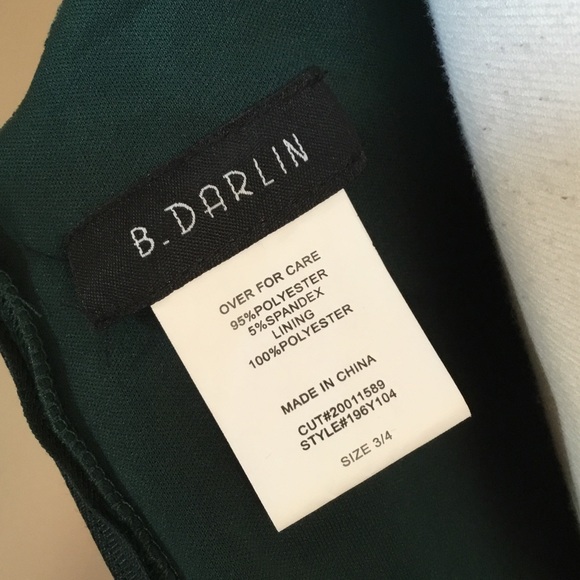 B.DARLIN
OVER FOR CARE
95%POLYESTER
5%SPANDEX
LINING
100%POLYESTER
MADE IN CHINA
CUT#20011589
STYLE#196Y104
SIZE 3/4